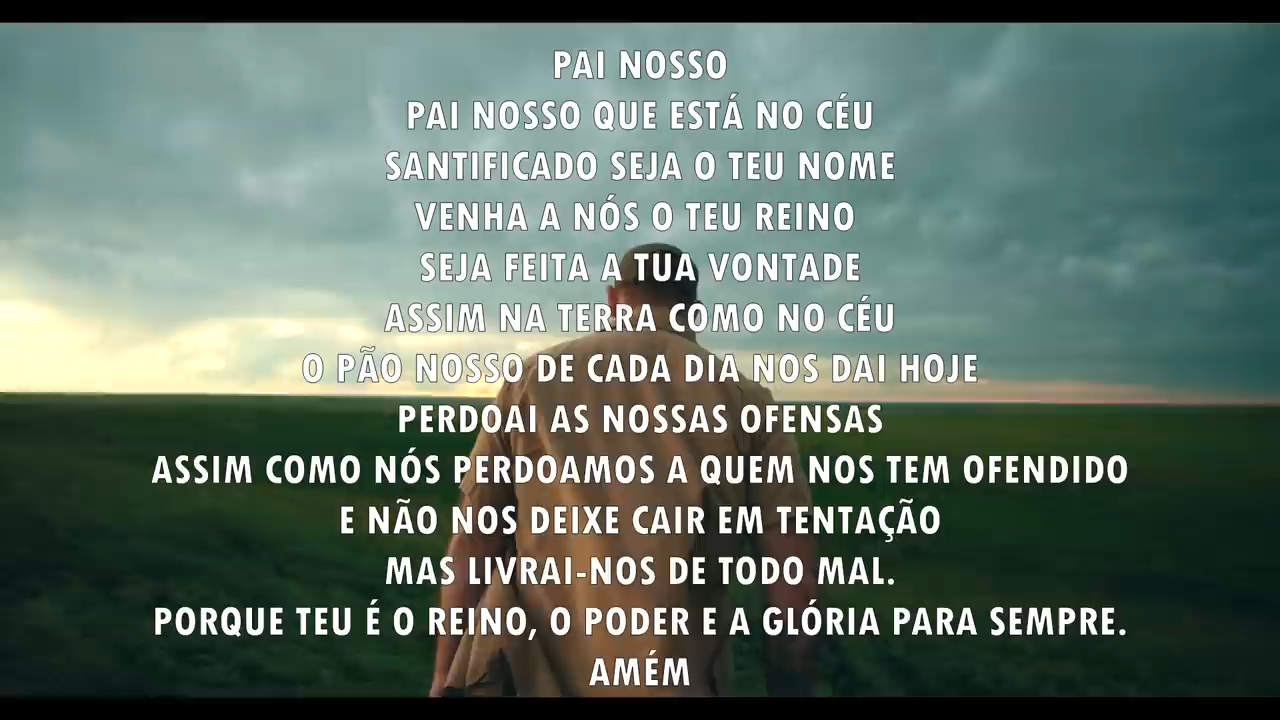 PAI NOSSO
PAI NOSSO QUE ESTÁ NO CÉU
SANTIFICADO SEJA O TEU NOME
VENHA A NÓS O TEU REINO
SEJA FEITA A TUA VONTADE
ASSIM NA TERRA COMO NO CÉU
O PÃO NOSSO DE CADA DIA NOS DAI HOJE
PERDOAI AS NOSSAS OFENSAS
ASSIM COMO NÓS PERDOAMOS A QUEM NOS TEM OFENDIDO
E NÃO NOS DEIXE CAIR EM TENTAÇÃO
MAS LIVRAI-NOS DE TODO MAL.
PORQUE TEU É O REINO, O PODER E A GLÓRIA PARA SEMPRE.
AMÉM